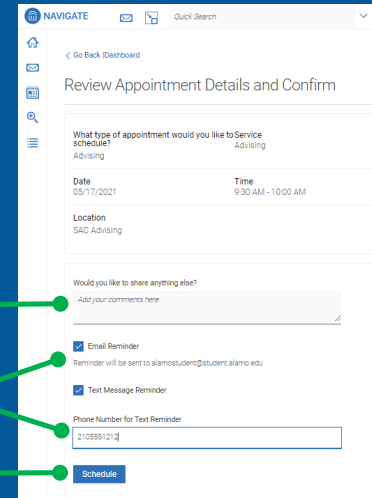 NAVIGATE
Quick Search
< Go Back |Dashboard
Review Appointment Details and Confirm
What type of appointment would you like to schedule?
Advising
Service
Advising
Date
05/17/2021
Time
9:30 AM - 10:00 AM
Location
SAC Advising
Would you like to share anything else?
Add your comments here
Email Reminder
Reminder will be sent to alamostudent@student.alamo.edu
Text Message Reminder
Phone Number for Text Reminder
2105551212
Schedule